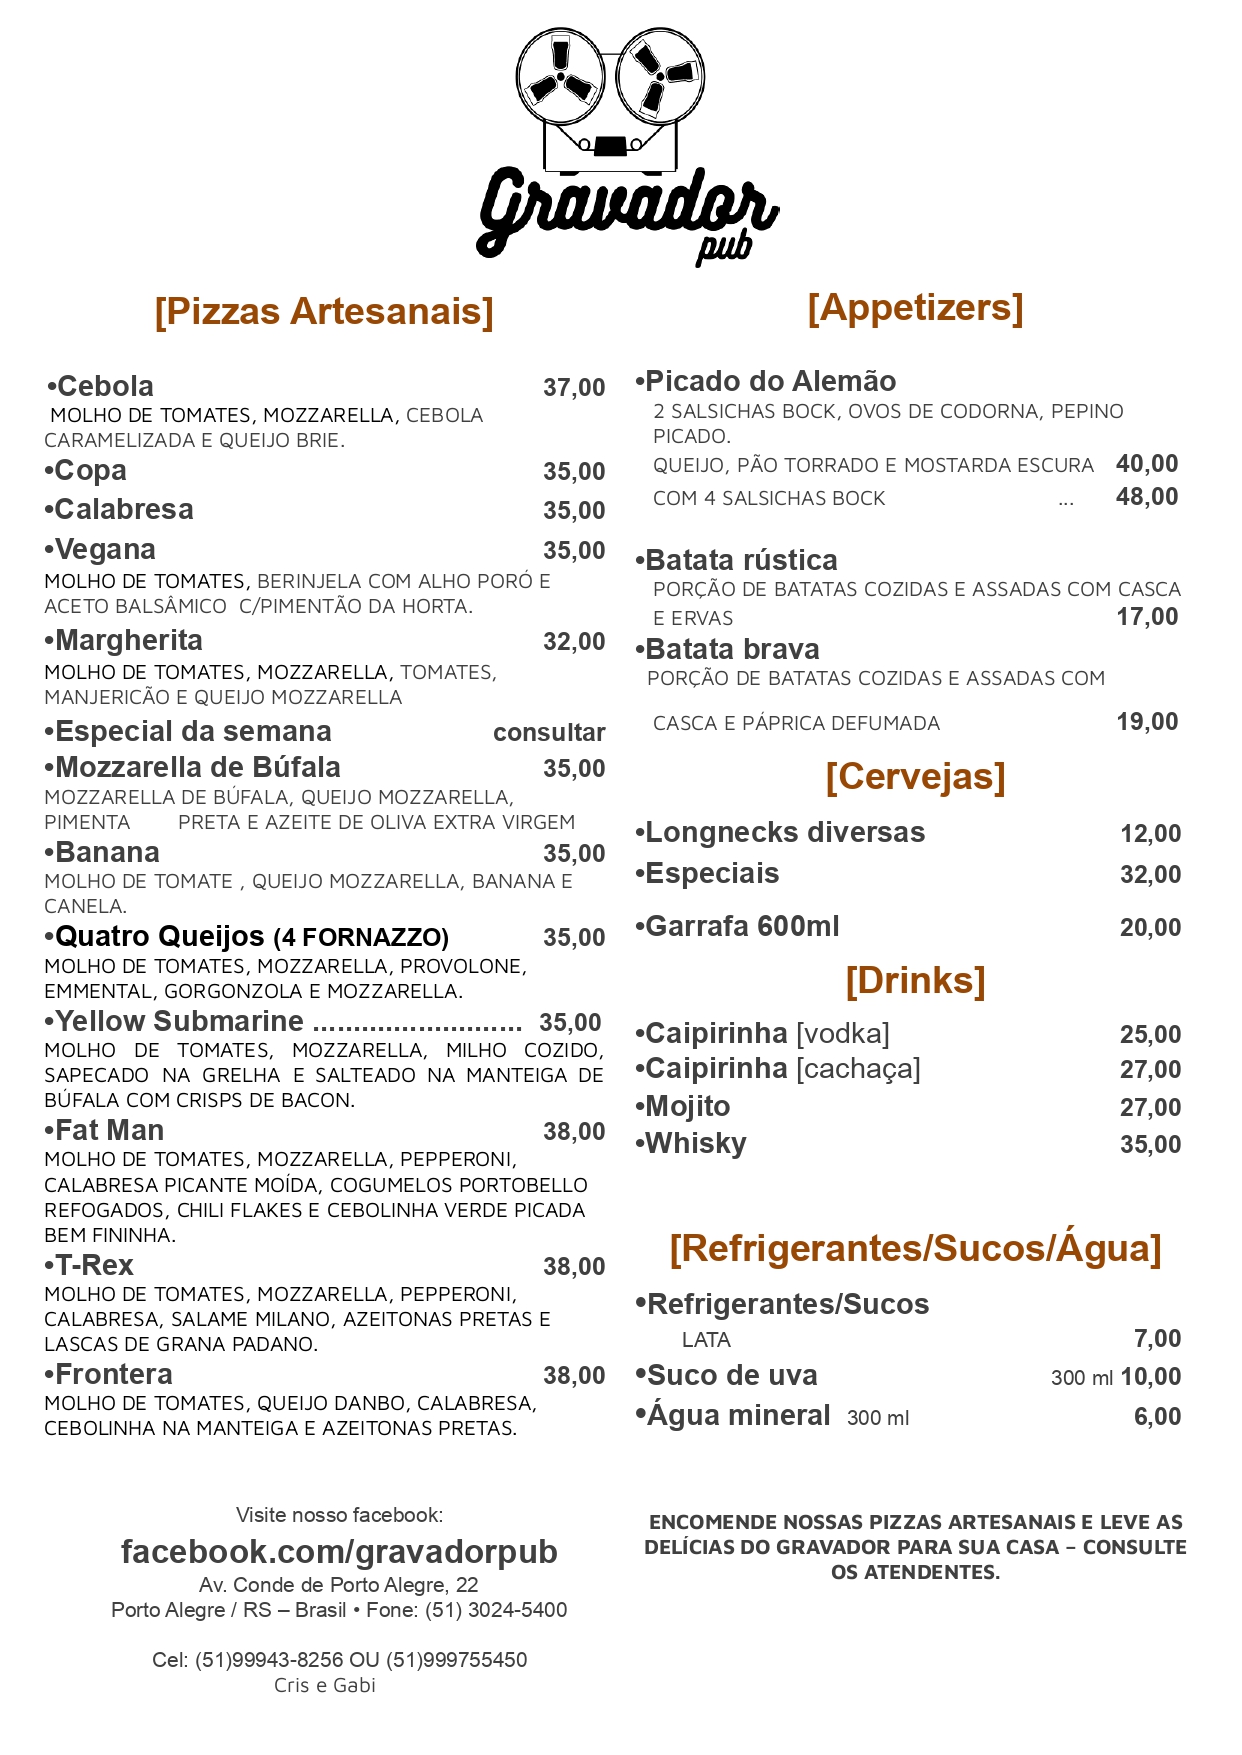 Gravador
pub
[Pizzas Artesanais]
•Cebola 37,00
MOLHO DE TOMATES, MOZZARELLA, CEBOLA
CARAMELIZADA E QUEIJO BRIE.
•Copa 35,00
•Calabresa 35,00
•Vegana 35,00
MOLHO DE TOMATES, BERINJELA COM ALHO PORÓ E
ACETO BALSÂMICO C/PIMENTÃO DA HORTA.
•Margherita 32,00
MOLHO DE TOMATES, MOZZARELLA, TOMATES,
MANJERICÃO E QUEIJO MOZZARELLA
•Especial da semana consultar
•Mozzarella de Búfala 35,00
MOZZARELLA DE BÚFALA, QUEIJO MOZZARELLA,
PIMENTA PRETA E AZEITE DE OLIVA EXTRA VIRGEM
•Banana 35,00
MOLHO DE TOMATE , QUEIJO MOZZARELLA, BANANA E
CANELA.
•Quatro Queijos (4 FORNAZZO) 35,00
MOLHO DE TOMATES, MOZZARELLA, PROVOLONE,
EMMENTAL, GORGONZOLA E MOZZARELLA.
•Yellow Submarine .......................... 35,00
MOLHO DE TOMATES, MOZZARELLA, MILHO COZIDO,
SAPECADO NA GRELHA E SALTEADO NA MANTEIGA DE
BÚFALA COM CRISPS DE BACON.
•Fat Man 38,00
MOLHO DE TOMATES, MOZZARELLA, PEPPERONI,
CALABRESA PICANTE MOÍDA, COGUMELOS PORTOBELLO
REFOGADOS, CHILI FLAKES E CEBOLINHA VERDE PICADA
BEM FININHA.
•T-Rex 38,00
MOLHO DE TOMATES, MOZZARELLA, PEPPERONI,
CALABRESA, SALAME MILANO, AZEITONAS PRETAS E
LASCAS DE GRANA PADANO.
•Frontera 38,00
MOLHO DE TOMATES, QUEIJO DANBO, CALABRESA,
CEBOLINHA NA MANTEIGA E AZEITONAS PRETAS.
[Appetizers]
•Picado do Alemão
2 SALSICHAS BOCK, OVOS DE CODORNA, PEPINO
PICADO.
QUEIJO, PÃO TORRADO E MOSTARDA ESCURA 40,00
COM 4 SALSICHAS BOCK ... 48,00
•Batata rústica
PORÇÃO DE BATATAS COZIDAS E ASSADAS COM CASCA
E ERVAS 17,00
•Batata brava
PORÇÃO DE BATATAS COZIDAS E ASSADAS COM
CASCA E PÁPRICA DEFUMADA 19,00
[Cervejas]
•Longnecks diversas 12,00
•Especiais 32,00
•Garrafa 600ml 20,00
[Drinks]
•Caipirinha [vodka] 25,00
•Caipirinha [cachaça] 27,00
•Mojito 27,00
•Whisky 35,00
[Refrigerantes/Sucos/Água]
•Refrigerantes/Sucos
LATA 7,00
•Suco de uva 300 ml 10,00
•Água mineral 300 ml 6,00
Visite nosso facebook:
facebook.com/gravadorpub
Av. Conde de Porto Alegre, 22
Porto Alegre / RS – Brasil • Fone: (51) 3024-5400
Cel: (51)99943-8256 OU (51)999755450
Cris e Gabi
ENCOMENDE NOSSAS PIZZAS ARTESANAIS E LEVE AS
DELÍCIAS DO GRAVADOR PARA SUA CASA – CONSULTE
OS ATENDENTES.